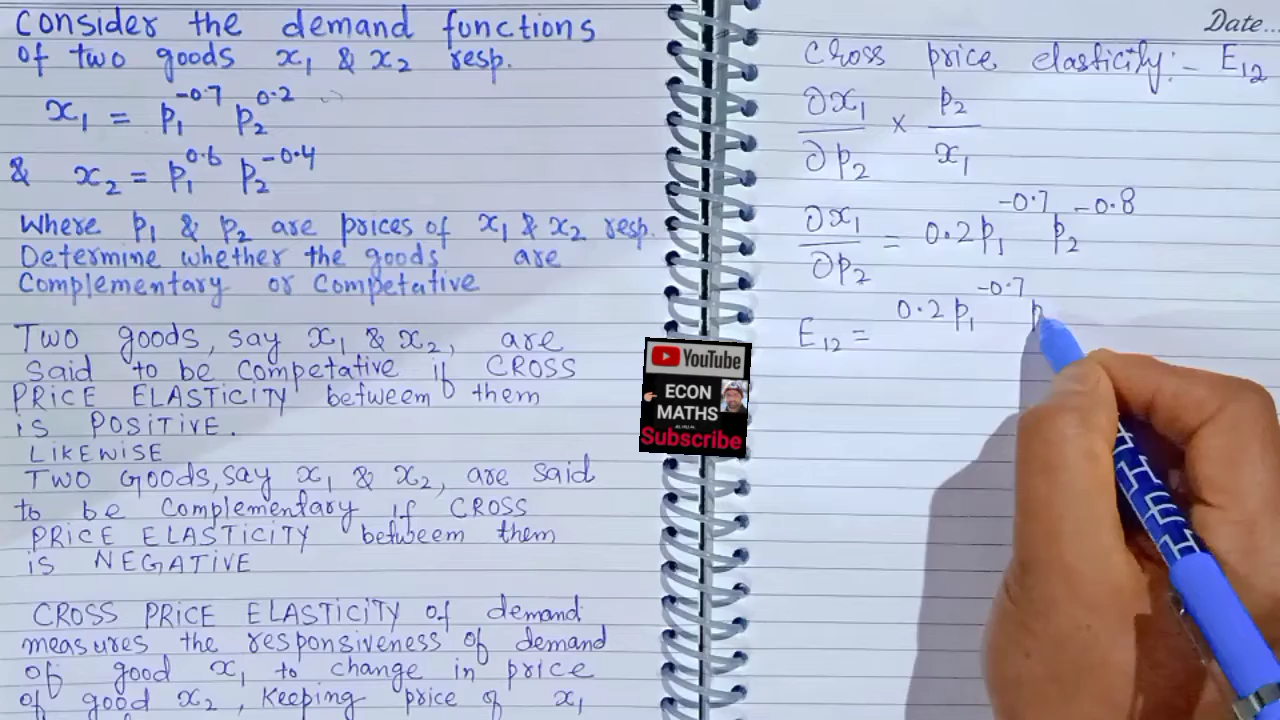 Consider the demand functions
of two goods x₁ & x₂ resp.
x₁ = p₁^-0.7 p₂^0.2
& x₂ = p₁^0.6 p₂^-0.4
Where p₁ & p₂ are prices of x₁ & x₂ resp.
Determine whether the goods are
Complementary or Competative
Two goods, say x₁ & x₂, are
said to be Competative if CROSS
PRICE ELASTICITY betweem them
is POSITIVE.
LIKEWISE
TWO GOODS, say x₁ & x₂, are said
to be Complementary if CROSS
PRICE ELASTICITY betweem them
is NEGATIVE
CROSS PRICE ELASTICITY of demand
measures the responsiveness of demand
of good x₁ to change in price
of good x₂, Keeping price of x₁
YouTube
ECON
MATHS
Subscribe
Date...
Cross price elasticity:- E₁₂
∂x₁/∂p₂ × p₂/x₁
∂x₁/∂p₂ = 0.2 p₁^-0.7 p₂^-0.8
E₁₂ = 0.2 p₁^-0.7 p